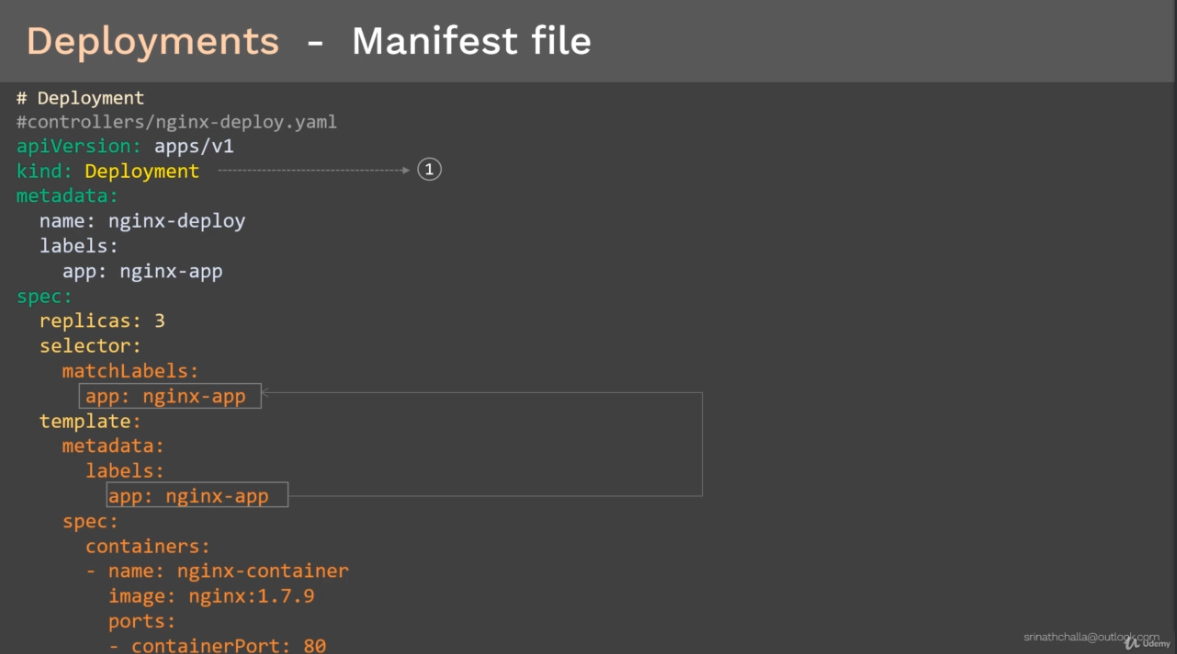 Deployments - Manifest file
# Deployment
#controllers/nginx-deploy.yaml
apiVersion: apps/v1
kind: Deployment
1
metadata:
  name: nginx-deploy
  labels:
    app: nginx-app
spec:
  replicas: 3
  selector:
    matchLabels:
      app: nginx-app
  template:
    metadata:
      labels:
        app: nginx-app
    spec:
      containers:
      - name: nginx-container
        image: nginx:1.7.9
        ports:
        - containerPort: 80
srinathchalla@outlook.com
Udemy